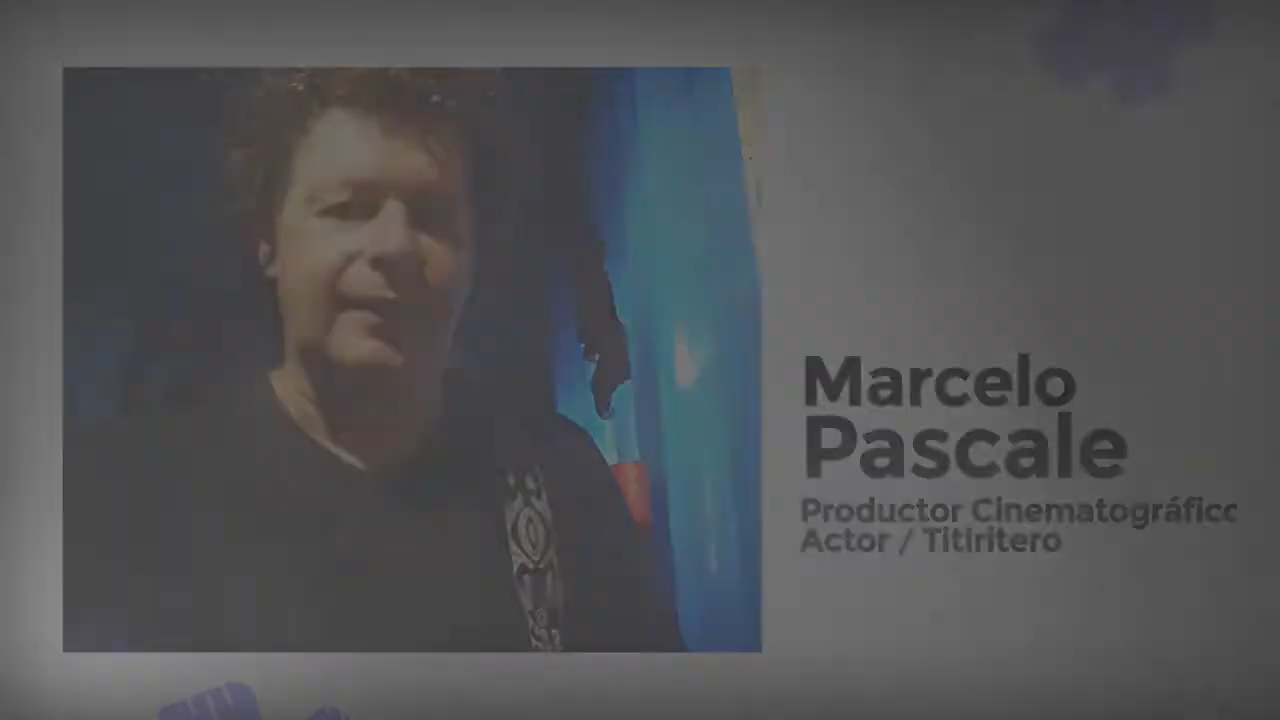 Marcelo
Pascale
Productor Cinematográfico
Actor / Titiritero